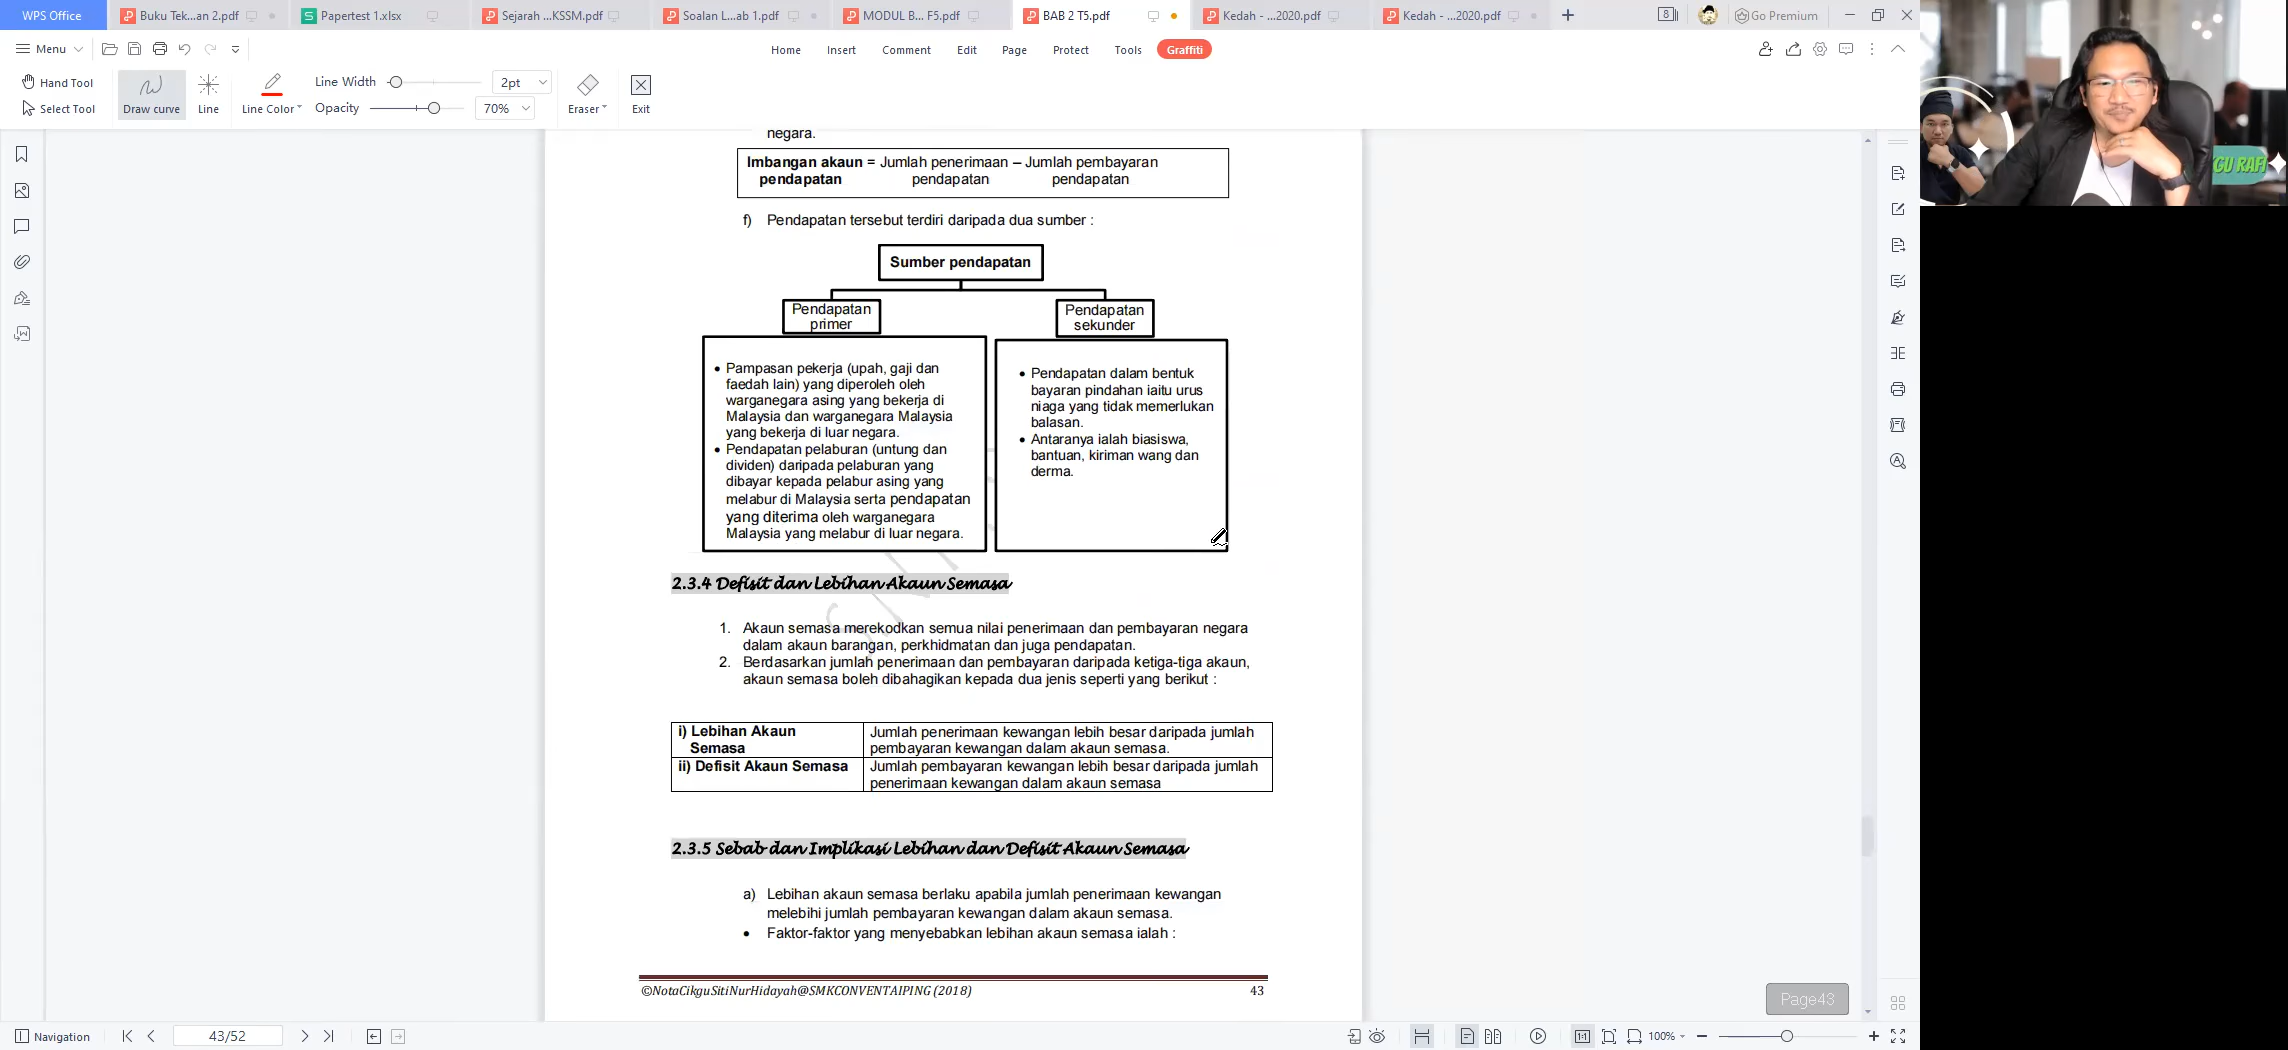 WPS Office
Buku Tek...an 2.pdf
Papertest 1.xlsx
Sejarah ...KSSM.pdf
Soalan L...ab 1.pdf
MODUL B... F5.pdf
BAB 2 T5.pdf
Kedah - ...2020.pdf
Kedah - ...2020.pdf
8
Go Premium
Menu
Home Insert Comment Edit Page Protect Tools Graffiti
Hand Tool
Select Tool
Draw curve
Line
Line Color
Line Width 2pt
Opacity 70%
Eraser
Exit
GU RAFI
negara.
Imbangan akaun = Jumlah penerimaan – Jumlah pembayaran
pendapatan pendapatan pendapatan
f) Pendapatan tersebut terdiri daripada dua sumber :
Sumber pendapatan
Pendapatan
primer
• Pampasan pekerja (upah, gaji dan
faedah lain) yang diperoleh oleh
warganegara asing yang bekerja di
Malaysia dan warganegara Malaysia
yang bekerja di luar negara.
• Pendapatan pelaburan (untung dan
dividen) daripada pelaburan yang
dibayar kepada pelabur asing yang
melabur di Malaysia serta pendapatan
yang diterima oleh warganegara
Malaysia yang melabur di luar negara.
Pendapatan
sekunder
• Pendapatan dalam bentuk
bayaran pindahan iaitu urus
niaga yang tidak memerlukan
balasan.
• Antaranya ialah biasiswa,
bantuan, kiriman wang dan
derma.
2.3.4 Defisit dan Lebihan Akaun Semasa
1. Akaun semasa merekodkan semua nilai penerimaan dan pembayaran negara
dalam akaun barangan, perkhidmatan dan juga pendapatan.
2. Berdasarkan jumlah penerimaan dan pembayaran daripada ketiga-tiga akaun,
akaun semasa boleh dibahagikan kepada dua jenis seperti yang berikut :
i) Lebihan Akaun
Semasa
Jumlah penerimaan kewangan lebih besar daripada jumlah
pembayaran kewangan dalam akaun semasa.
ii) Defisit Akaun Semasa
Jumlah pembayaran kewangan lebih besar daripada jumlah
penerimaan kewangan dalam akaun semasa
2.3.5 Sebab dan Implikasi Lebihan dan Defisit Akaun Semasa
a) Lebihan akaun semasa berlaku apabila jumlah penerimaan kewangan
melebihi jumlah pembayaran kewangan dalam akaun semasa.
• Faktor-faktor yang menyebabkan lebihan akaun semasa ialah :
©NotaCikguSitiNurHidayah@SMKCONVENTAIPING (2018) 43
Page43
Navigation
43/52
100%